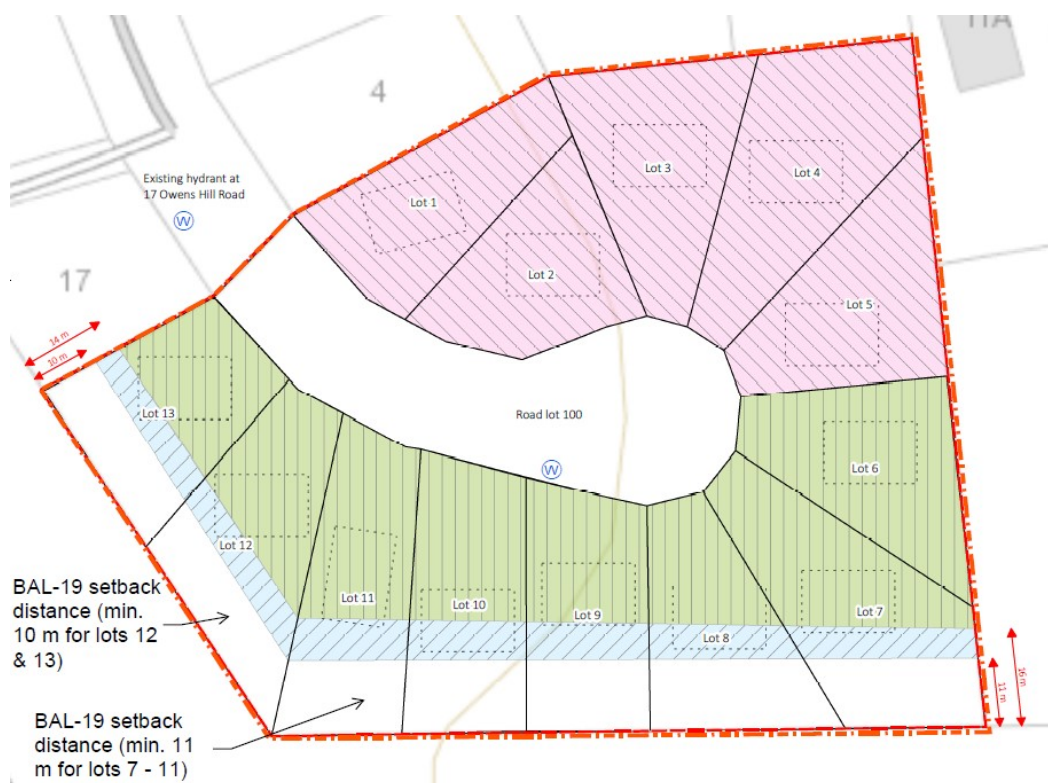 11A
4
Existing hydrant at
17 Owens Hill Road
W
17
Lot 1
Lot 2
Lot 3
Lot 4
Lot 5
14 m
10 m
Lot 13
Road lot 100
W
Lot 6
Lot 12
Lot 11
Lot 10
Lot 9
Lot 8
Lot 7
BAL-19 setback
distance (min.
10 m for lots 12
& 13)
11 m
16 m
BAL-19 setback
distance (min. 11
m for lots 7 - 11)